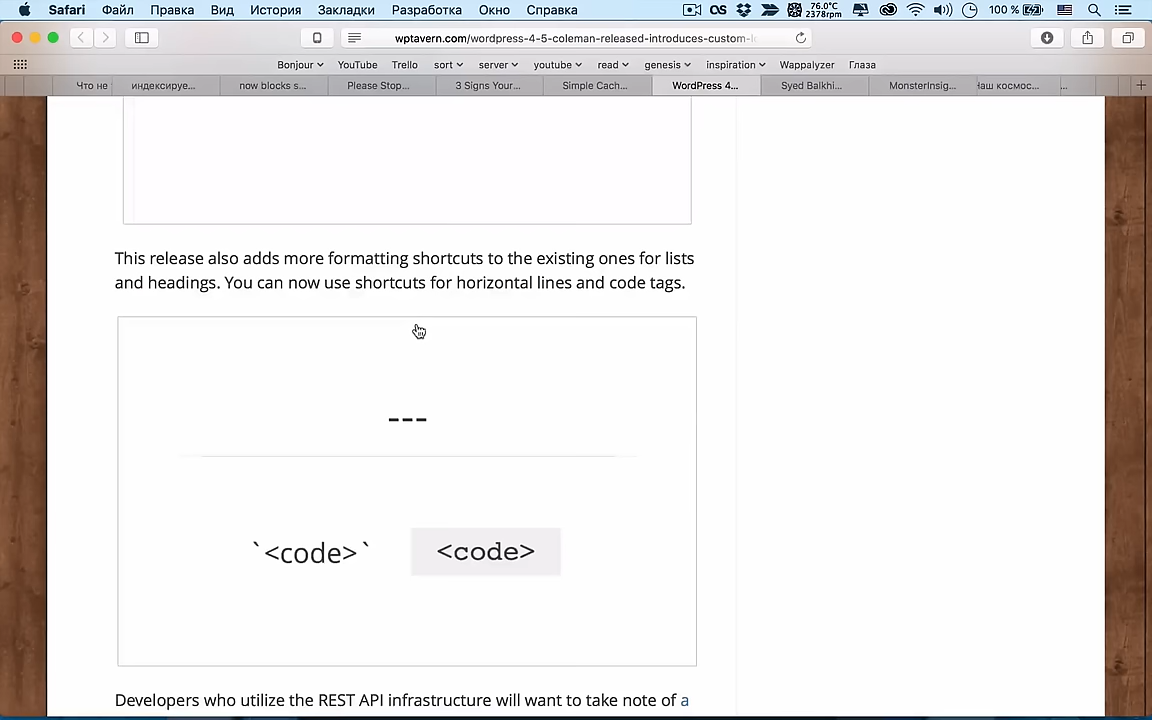 Safari Файл Правка Вид История Закладки Разработка Окно Справка 76.0°C 2378rpm 100 %
wptavern.com/wordpress-4-5-coleman-released-introduces-custom-l
Bonjour YouTube Trello sort server youtube read genesis inspiration Wappalyzer Глаза
Что не индексируе... now blocks s... Please Stop... 3 Signs Your... Simple Cach... WordPress 4... Syed Balkhi... MonsterInsig... Наш космос... ...
This release also adds more formatting shortcuts to the existing ones for lists
and headings. You can now use shortcuts for horizontal lines and code tags.
---
`<code>` <code>
Developers who utilize the REST API infrastructure will want to take note of a